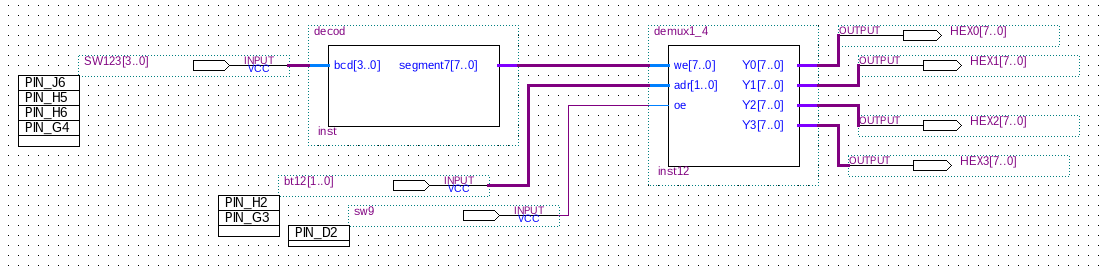 OUTPUT HEX0[7..0]
decod demux1_4
SW123[3..0] INPUT VCC bcd[3..0] segment7[7..0] we[7..0] Y0[7..0] OUTPUT HEX1[7..0]
PIN_J6 adr[1..0] Y1[7..0]
PIN_H5
PIN_H6 oe Y2[7..0]
PIN_G4 inst Y3[7..0] OUTPUT HEX2[7..0]
inst12 OUTPUT HEX3[7..0]
bt12[1..0] INPUT VCC
PIN_H2
PIN_G3 sw9 INPUT VCC
PIN_D2